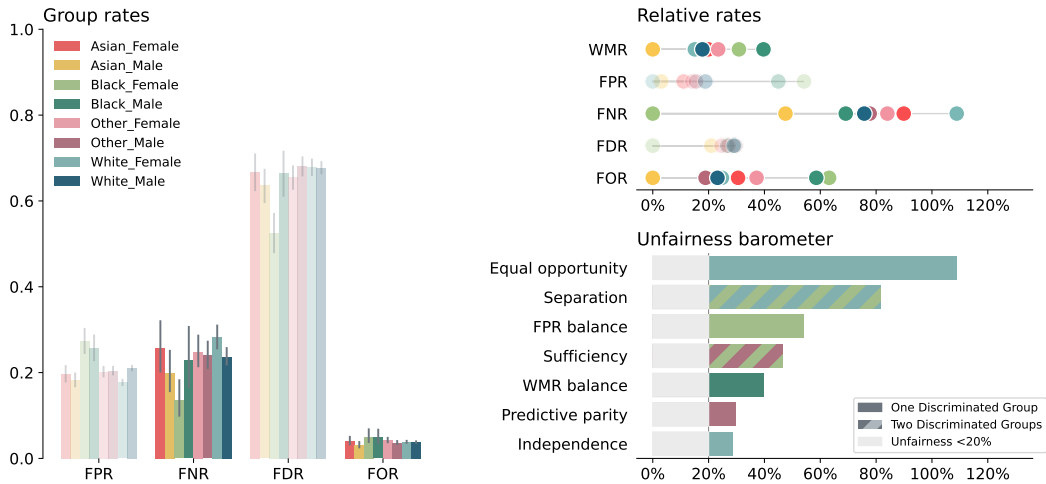 Group rates
1.0
0.8
0.6
0.4
0.2
0.0
Asian_Female
Asian_Male
Black_Female
Black_Male
Other_Female
Other_Male
White_Female
White_Male
FPR
FNR
FDR
FOR
Relative rates
WMR
FPR
FNR
FDR
FOR
0%
20%
40%
60%
80%
100%
120%
Unfairness barometer
Equal opportunity
Separation
FPR balance
Sufficiency
WMR balance
Predictive parity
Independence
One Discriminated Group
Two Discriminated Groups
Unfairness <20%
0%
20%
40%
60%
80%
100%
120%